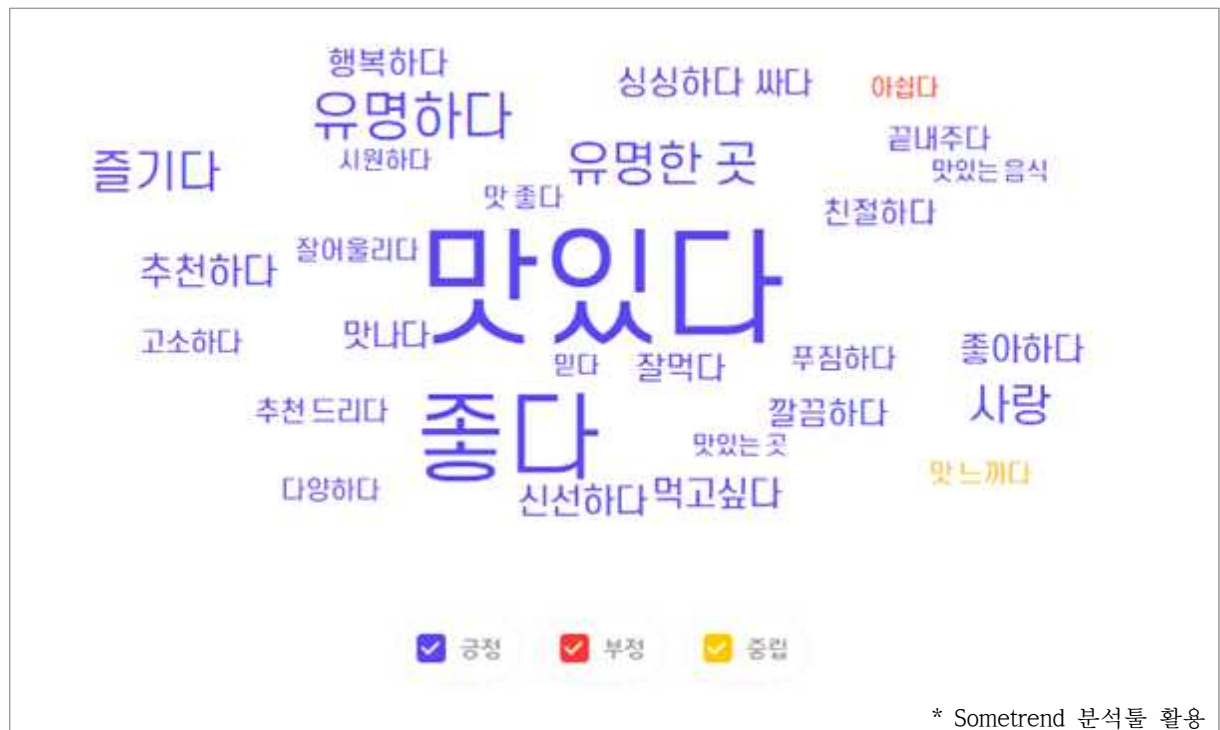 행복하다
싱싱하다 싸다
아쉽다
유명하다
끝내주다
즐기다
시원하다
유명한 곳
맛있는 음식
맛 좋다
친절하다
잘어울리다
맛있다
추천하다
고소하다
맛나다
믿다
잘먹다
푸짐하다
좋아하다
추천 드리다
좋다
깔끔하다
사랑
맛있는 곳
맛 느끼다
다양하다
신선하다
먹고싶다
긍정
부정
중립
* Sometrend 분석툴 활용